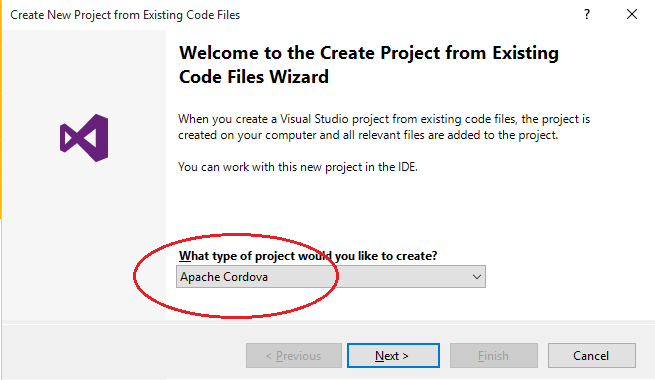 Create New Project from Existing Code Files
?
Welcome to the Create Project from Existing
Code Files Wizard
When you create a Visual Studio project from existing code files, the project is
created on your computer and all relevant files are added to the project.
You can work with this new project in the IDE.
What type of project would you like to create?
Apache Cordova
< Previous
Next >
Finish
Cancel